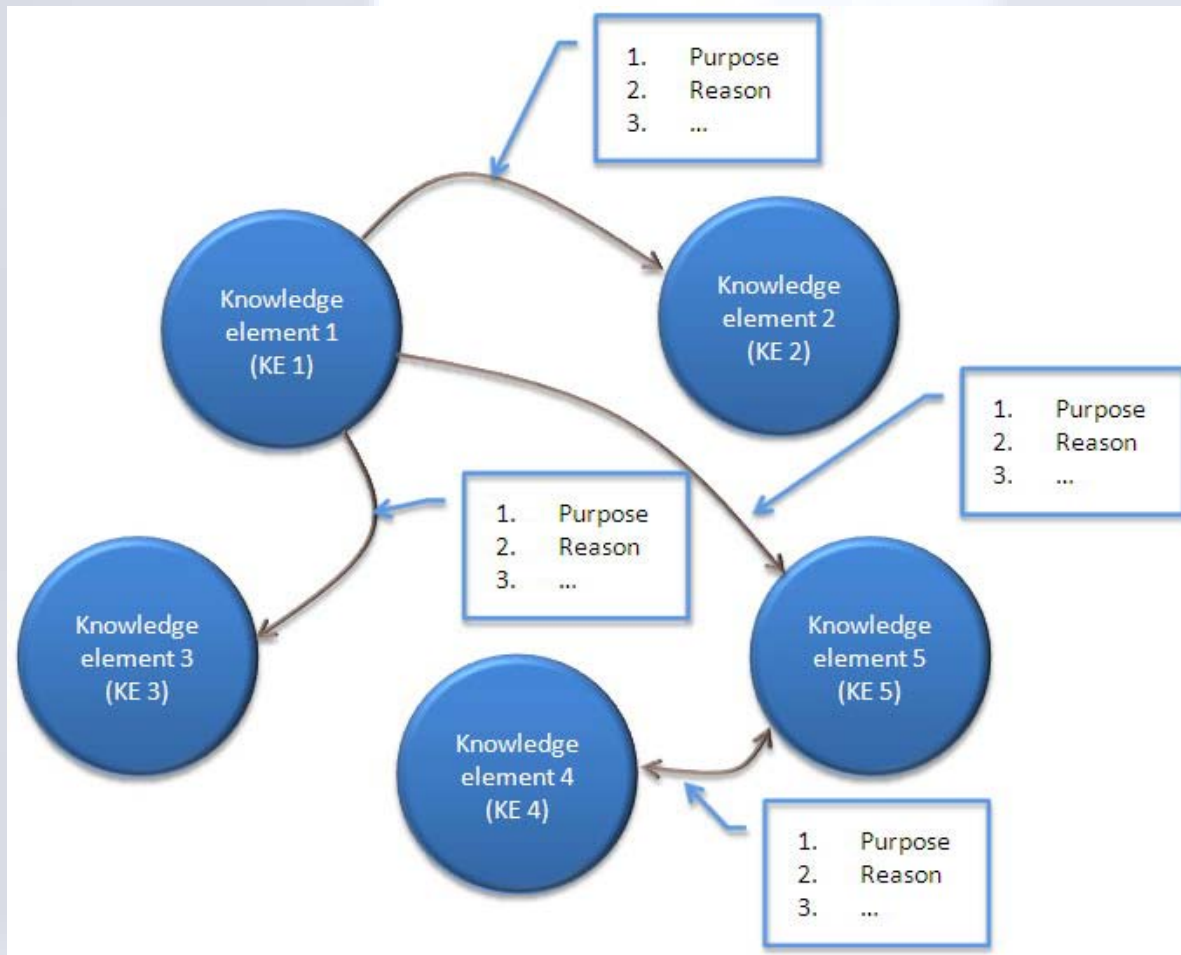 1. Purpose
2. Reason
3. ...
Knowledge
element 1
(KE 1)
Knowledge
element 2
(KE 2)
1. Purpose
2. Reason
3. ...
1. Purpose
2. Reason
3. ...
Knowledge
element 3
(KE 3)
Knowledge
element 5
(KE 5)
Knowledge
element 4
(KE 4)
1. Purpose
2. Reason
3. ...